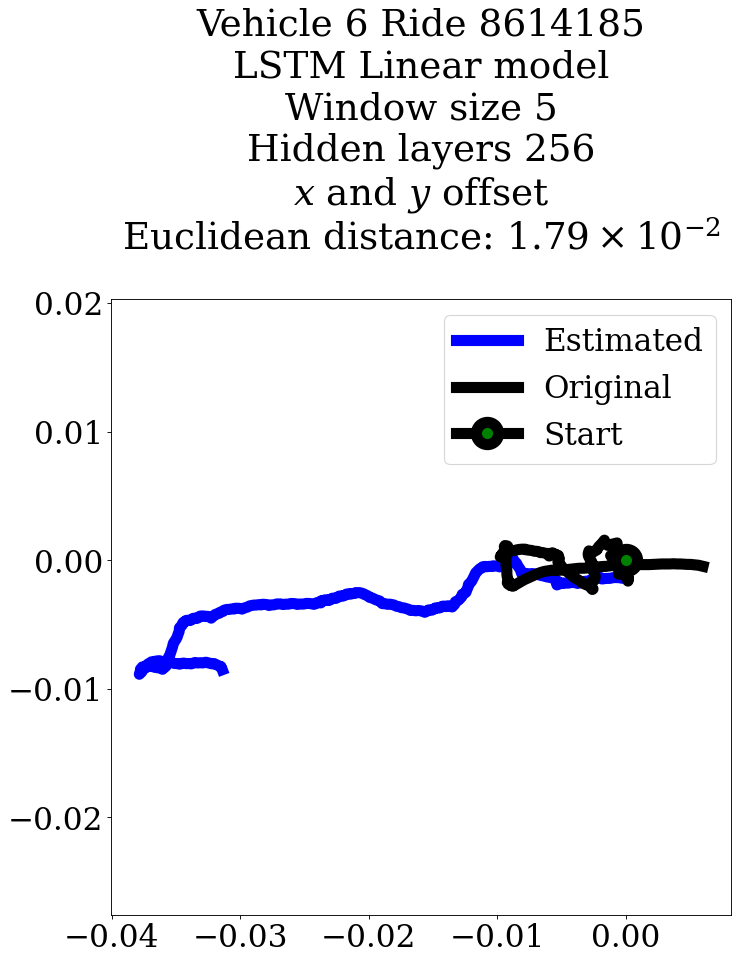 Vehicle 6 Ride 8614185
LSTM Linear model
Window size 5
Hidden layers 256
x and y offset
Euclidean distance: 1.79 × 10⁻²
0.02
0.01
0.00
−0.01
−0.02
Estimated
Original
Start
−0.04 −0.03 −0.02 −0.01 0.00